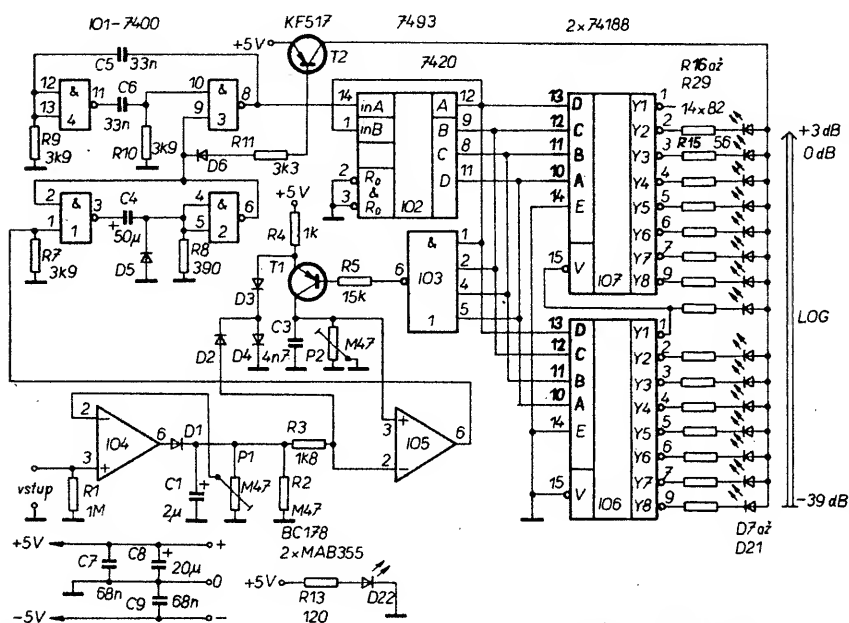 IO1-7400
KF517
7493
2x74188
+5V
T2
7420
C5
33n
C6
33n
12
13
&
4
11
10
9
&
3
8
R9
3k9
R10
3k9
D6
R11
3k3
14
1
inA
inB
2
3
R0
&
R0
IO2
A
B
C
D
12
9
8
11
13
12
11
10
14
15
D
C
B
A
E
V
IO7
Y1
Y2
Y3
Y4
Y5
Y6
Y7
Y8
1
2
3
4
5
6
7
9
R16 až
R29
14x82
R15
56
+3dB
0 dB
LOG
-39 dB
2
1
&
1
3
C4
+
50µ
4
5
&
2
6
R7
3k9
D5
R8
390
+5V
R4
1k
T1
R5
15k
6
&
IO3
1
1
2
4
5
D3
D2
D4
C3
4n7
P2
M47
13
12
11
10
14
15
D
C
B
A
E
V
IO6
Y1
Y2
Y3
Y4
Y5
Y6
Y7
Y8
1
2
3
4
5
6
7
9
D7 až
D21
2
3
−
+
IO4
6
D1
vstup
R1
1M
C1
+
2µ
P1
M47
R2
M47
R3
1k8
3
2
+
−
IO5
6
BC178
2xMAB355
+5V
C7
68n
C8
+
20µ
C9
68n
+
0
−
-5V
+5V
R13
120
D22